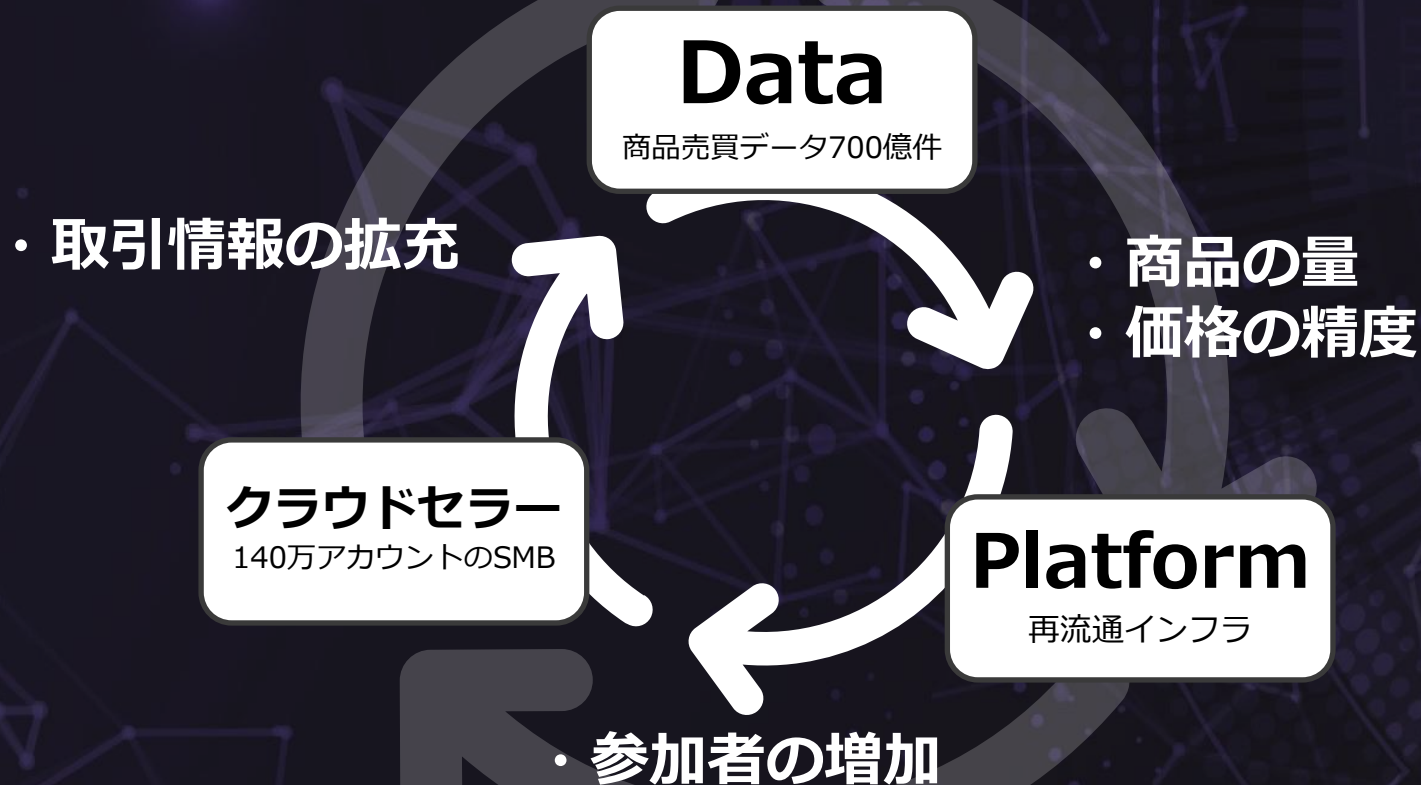 Data
商品売買データ700億件
・取引情報の拡充
・商品の量
・価格の精度
クラウドセラー
140万アカウントのSMB
Platform
再流通インフラ
・参加者の増加